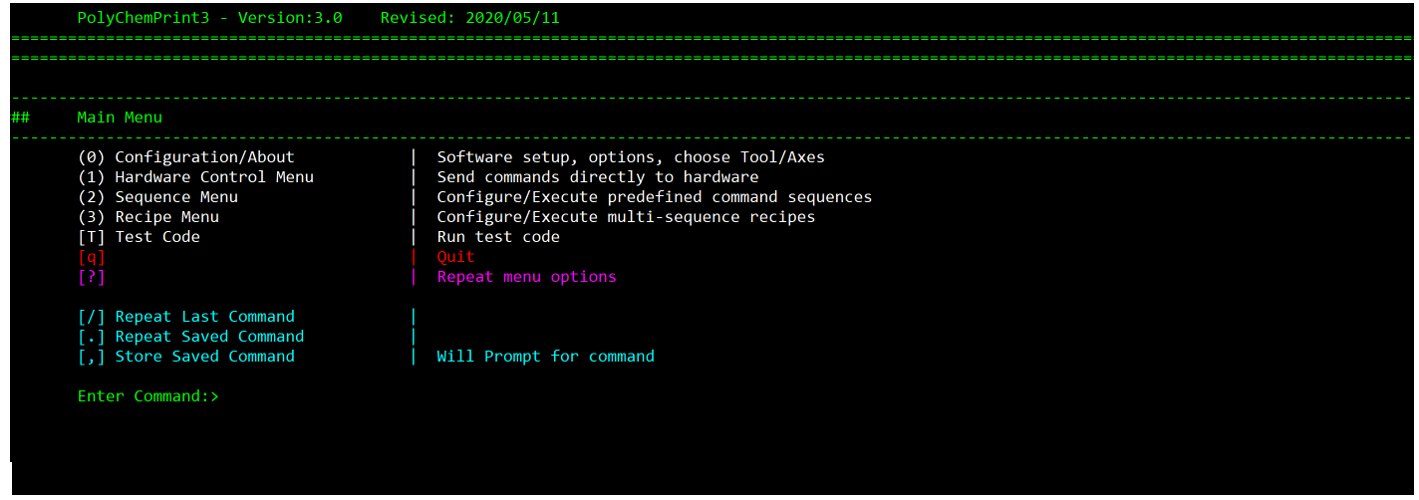 PolyChemPrint3 - Version:3.0    Revised: 2020/05/11
## Main Menu
(0) Configuration/About | Software setup, options, choose Tool/Axes
(1) Hardware Control Menu | Send commands directly to hardware
(2) Sequence Menu | Configure/Execute predefined command sequences
(3) Recipe Menu | Configure/Execute multi-sequence recipes
[T] Test Code | Run test code
[q] | Quit
[?] | Repeat menu options
[/] Repeat Last Command |
[.] Repeat Saved Command |
[,] Store Saved Command | Will Prompt for command
Enter Command:>